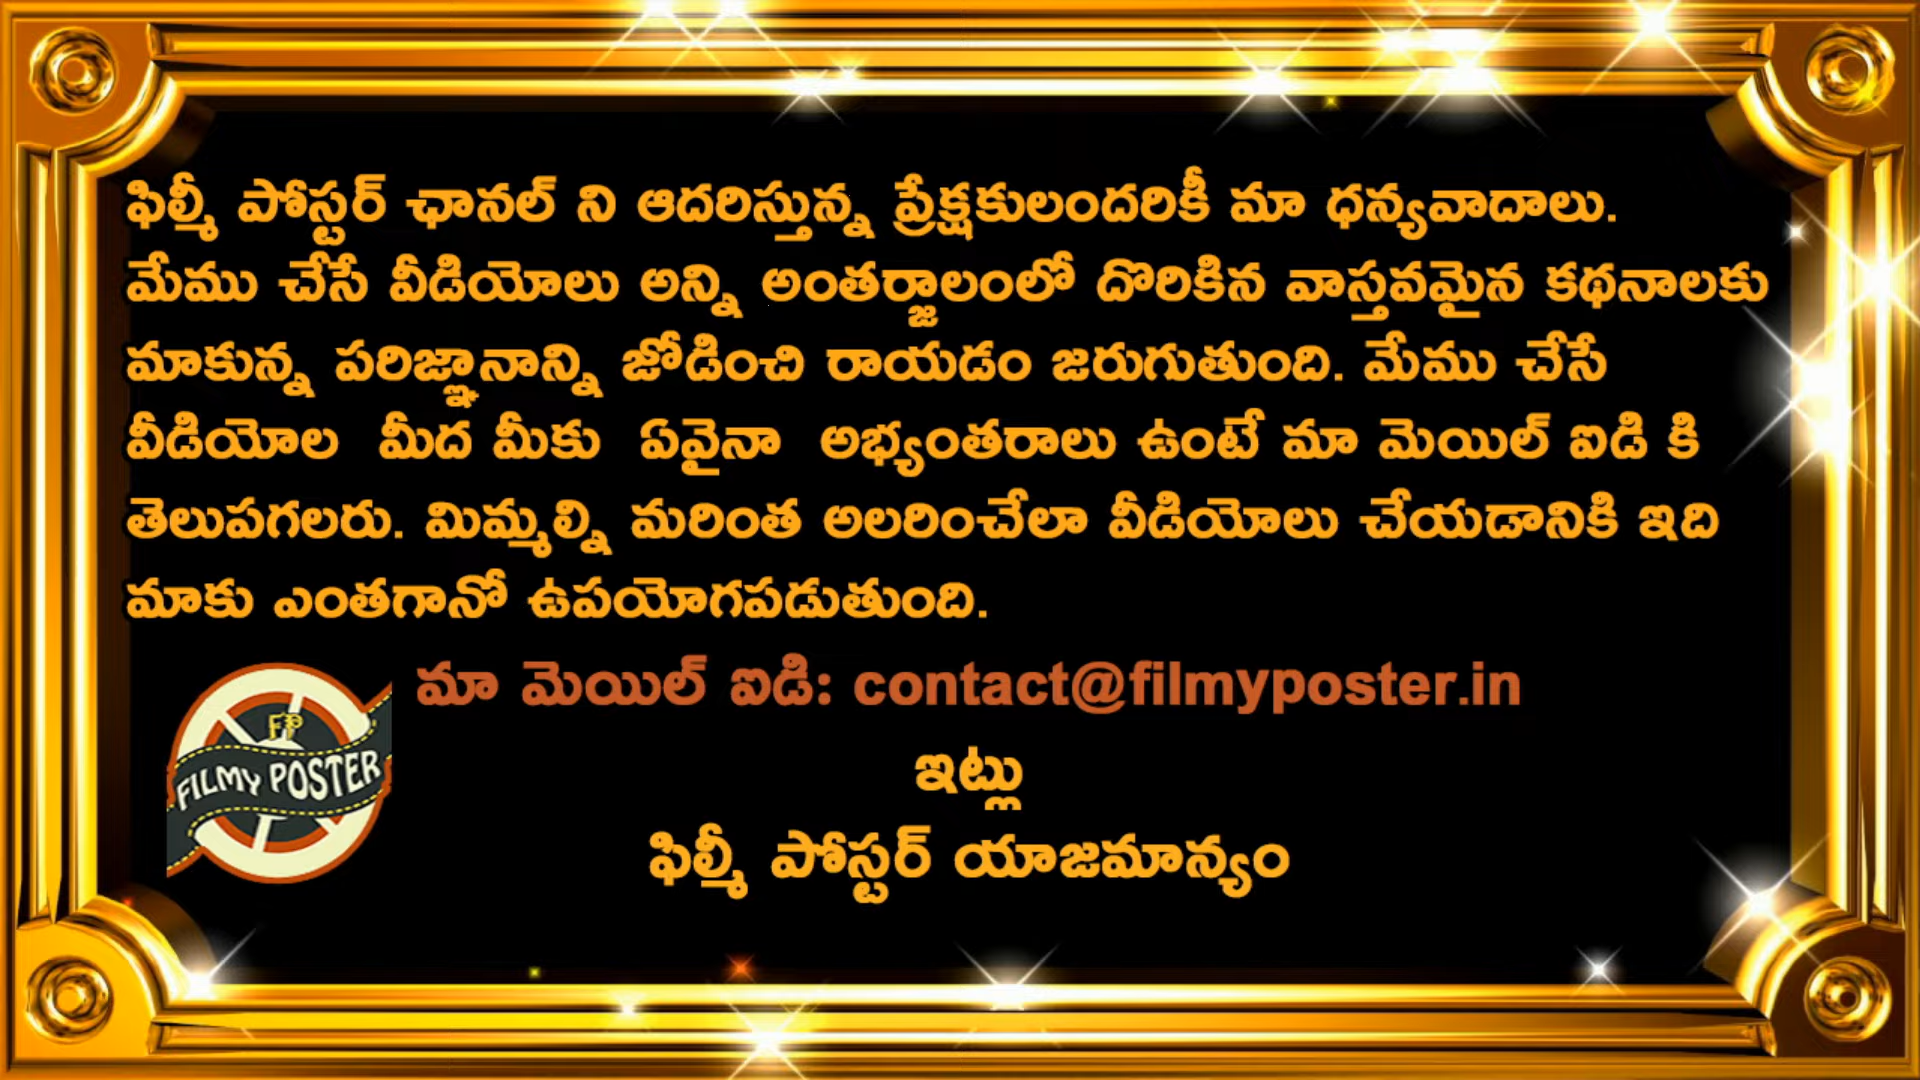 ఫిల్మీ పోస్టర్ ఛానల్ ని ఆదరిస్తున్న ప్రేక్షకులందరికీ మా ధన్యవాదాలు.
మేము చేసే వీడియోలు అన్ని అంతర్జాలంలో దొరికిన వాస్తవమైన కథనాలకు
మాకున్న పరిజ్ఞానాన్ని జోడించి రాయడం జరుగుతుంది. మేము చేసే
వీడియోల మీద మీకు ఏవైనా అభ్యంతరాలు ఉంటే మా మెయిల్ ఐడి కి
తెలుపగలరు. మిమ్మల్ని మరింత అలరించేలా వీడియోలు చేయడానికి ఇది
మాకు ఎంతగానో ఉపయోగపడుతుంది.
మా మెయిల్ ఐడి: contact@filmyposter.in
FP
FILMY POSTER
ఇట్లు
ఫిల్మీ పోస్టర్ యాజమాన్యం